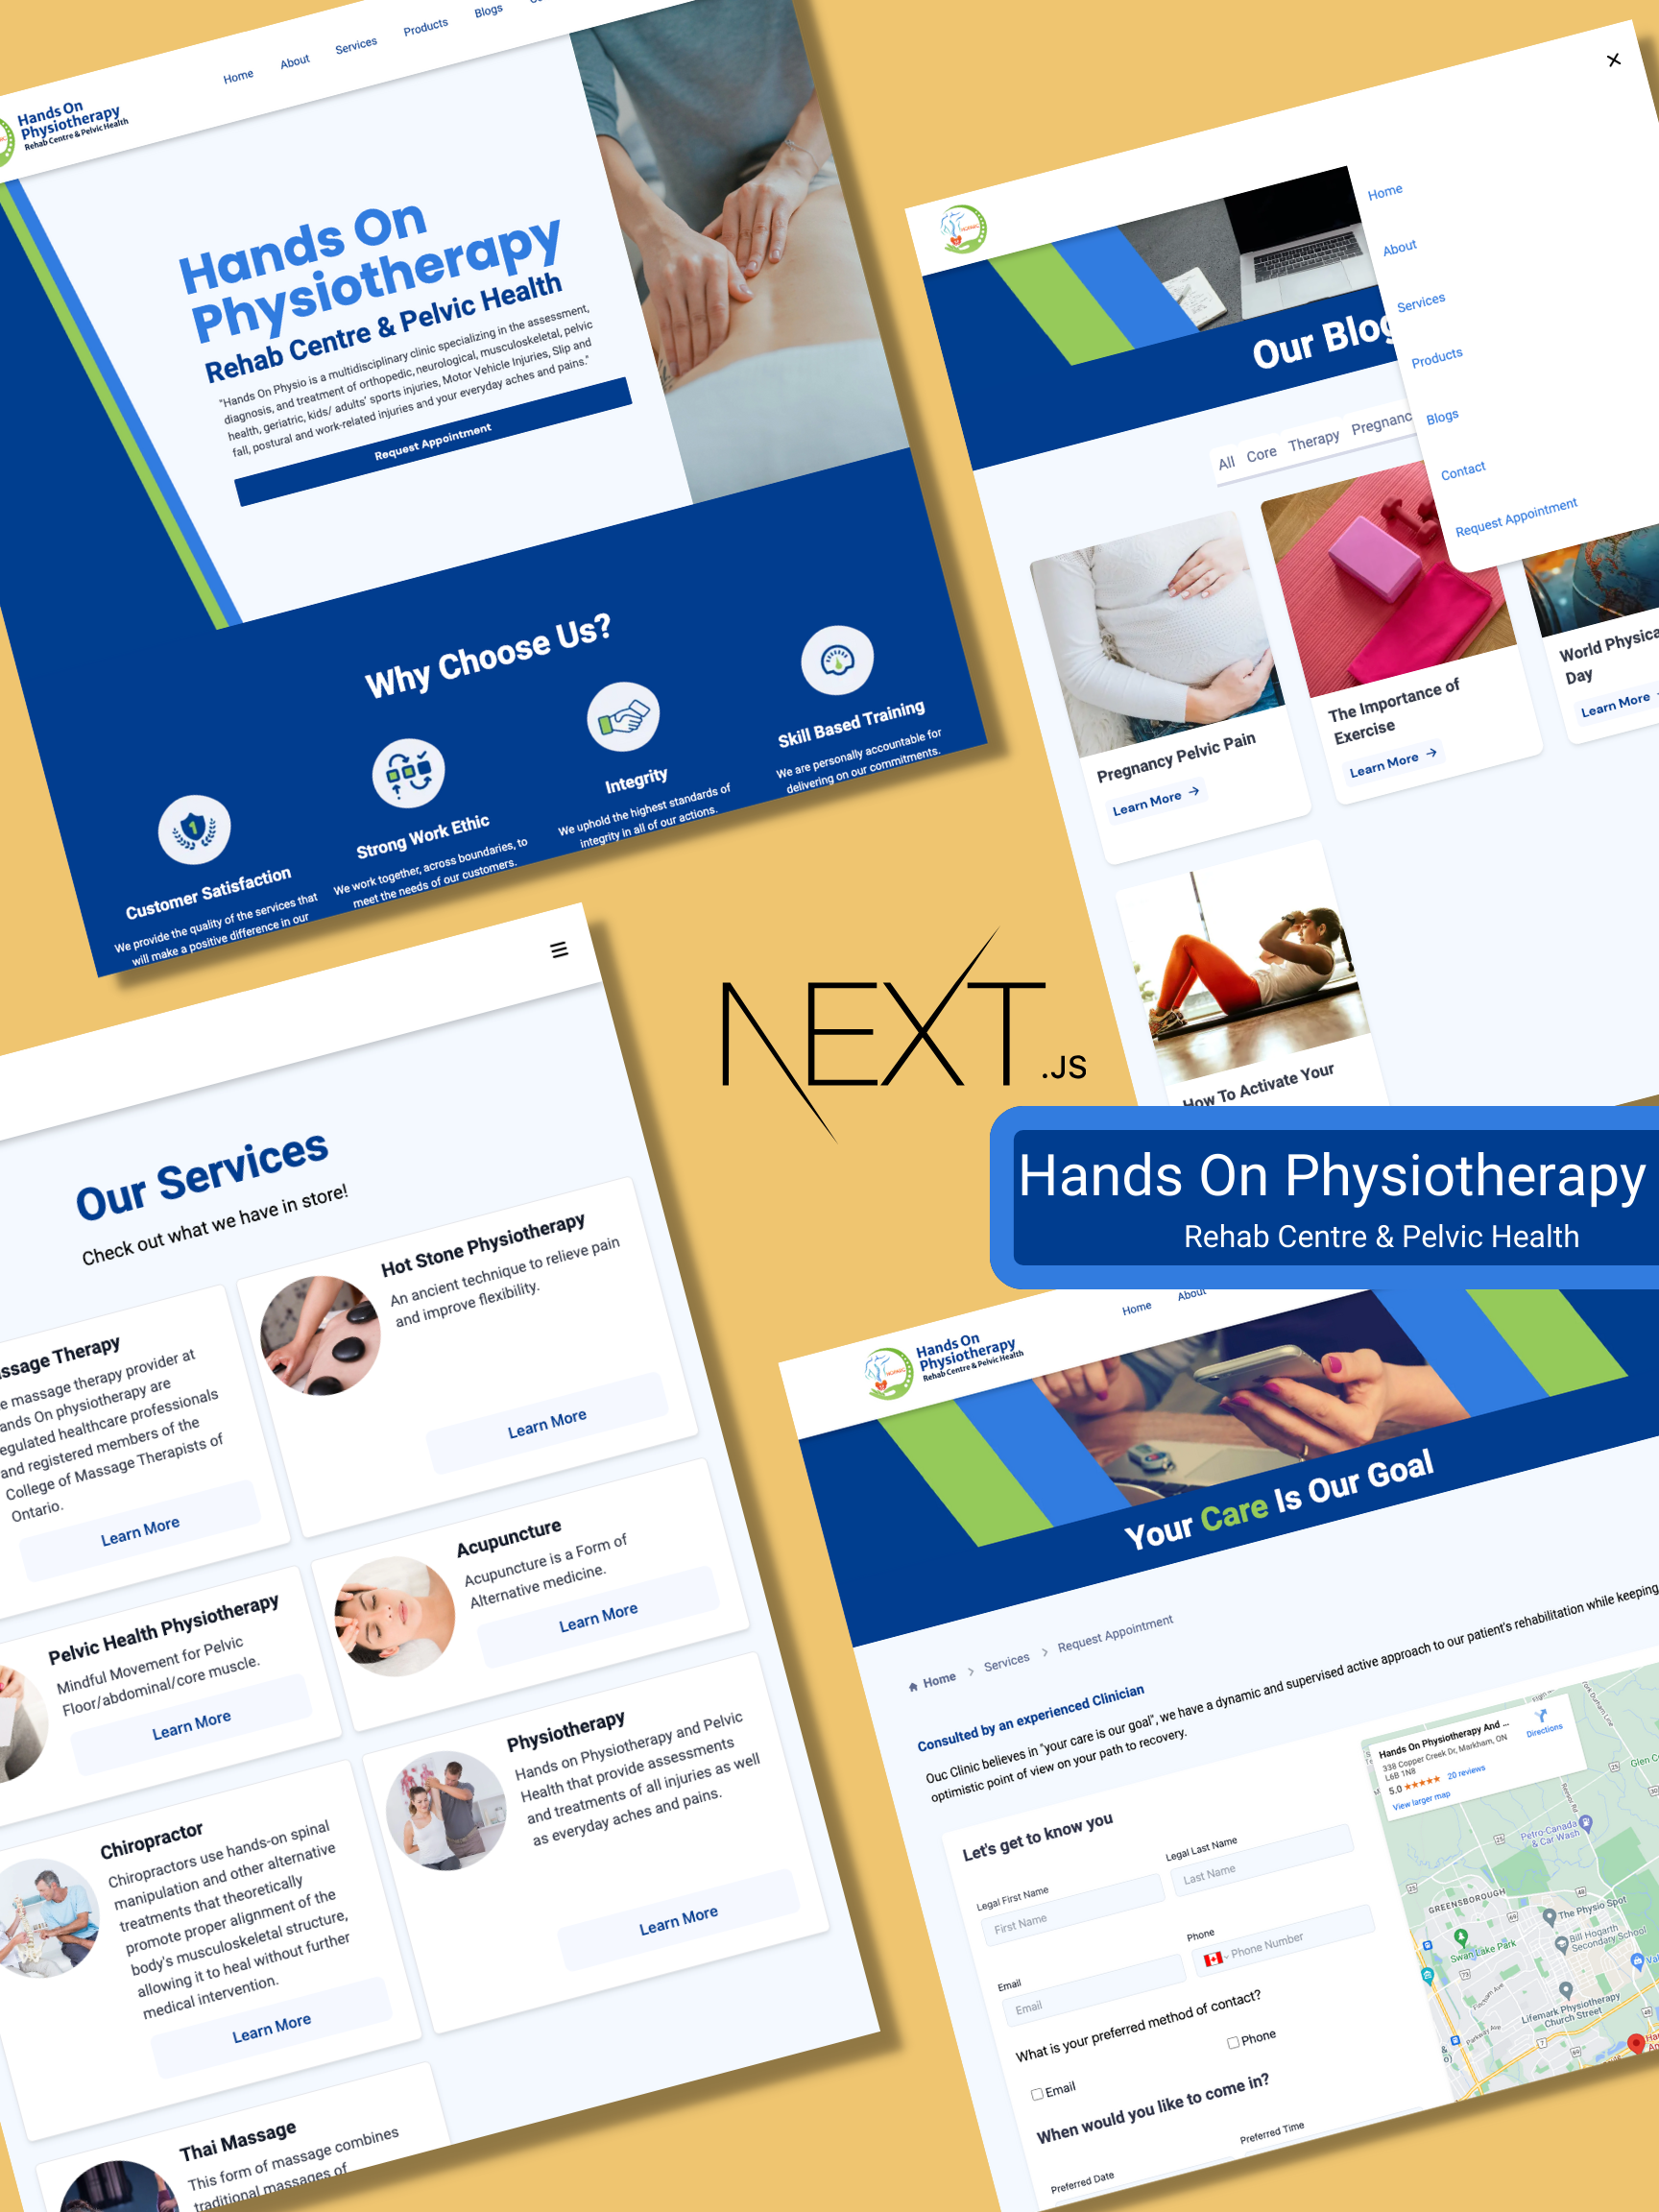 Home
About
Services
Products
Blogs
Hands On
Physiotherapy
Rehab Centre & Pelvic Health
Hands On
Physiotherapy
Rehab Centre & Pelvic Health
"Hands On Physio is a multidisciplinary clinic specializing in the assessment,
diagnosis, and treatment of orthopedic, neurological, musculoskeletal, pelvic
health, geriatric, kids/ adults' sports injuries, Motor Vehicle Injuries, Slip and
fall, postural and work-related injuries and your everyday aches and pains."
Request Appointment
Why Choose Us?
Customer Satisfaction
We provide the quality of the services that
will make a positive difference in our
Strong Work Ethic
We work together, across boundaries, to
meet the needs of our customers.
Integrity
We uphold the highest standards of
integrity in all of our actions.
Skill Based Training
We are personally accountable for
delivering on our commitments.
Home
About
Services
Products
Blogs
Contact
Request Appointment
Our Blog
All
Core
Therapy
Pregnanc
Pregnancy Pelvic Pain
Learn More →
The Importance of
Exercise
Learn More →
World Physica
Day
Learn More
How To Activate Your
NEXT.JS
Hands On Physiotherapy
Rehab Centre & Pelvic Health
Our Services
Check out what we have in store!
ssage Therapy
e massage therapy provider at
ands On physiotherapy are
egulated healthcare professionals
and registered members of the
College of Massage Therapists of
Ontario.
Learn More
Hot Stone Physiotherapy
An ancient technique to relieve pain
and improve flexibility.
Learn More
Pelvic Health Physiotherapy
Mindful Movement for Pelvic
Floor/abdominal/core muscle.
Learn More
Acupuncture
Acupuncture is a Form of
Alternative medicine.
Learn More
Chiropractor
Chiropractors use hands-on spinal
manipulation and other alternative
treatments that theoretically
promote proper alignment of the
body's musculoskeletal structure,
allowing it to heal without further
medical intervention.
Learn More
Physiotherapy
Hands on Physiotherapy and Pelvic
Health that provide assessments
and treatments of all injuries as well
as everyday aches and pains.
Learn More
Thai Massage
This form of massage combines
traditional massages of
Home
About
Hands On
Physiotherapy
Rehab Centre & Pelvic Health
Your Care Is Our Goal
Home > Services > Request Appointment
Consulted by an experienced Clinician
Ouc Clinic believes in "your care is our goal", we have a dynamic and supervised active approach to our patient's rehabilitation while keeping
optimistic point of view on your path to recovery.
Let's get to know you
Legal First Name
First Name
Legal Last Name
Last Name
Email
Email
Phone
Phone Number
What is your preferred method of contact?
Email
Phone
When would you like to come in?
Preferred Date
Preferred Time
Hands On Physiotherapy And ...
338 Copper Creek Dr, Markham, ON
L6B 1N8
5.0 ★★★★★ 20 reviews
View larger map
Directions
Petro-Canada
& Car Wash
GREENSBOROUGH
The Physio Spot
Swan Lake Park
Bill Hogarth
Secondary School
Lifemark Physiotherapy
Church Street